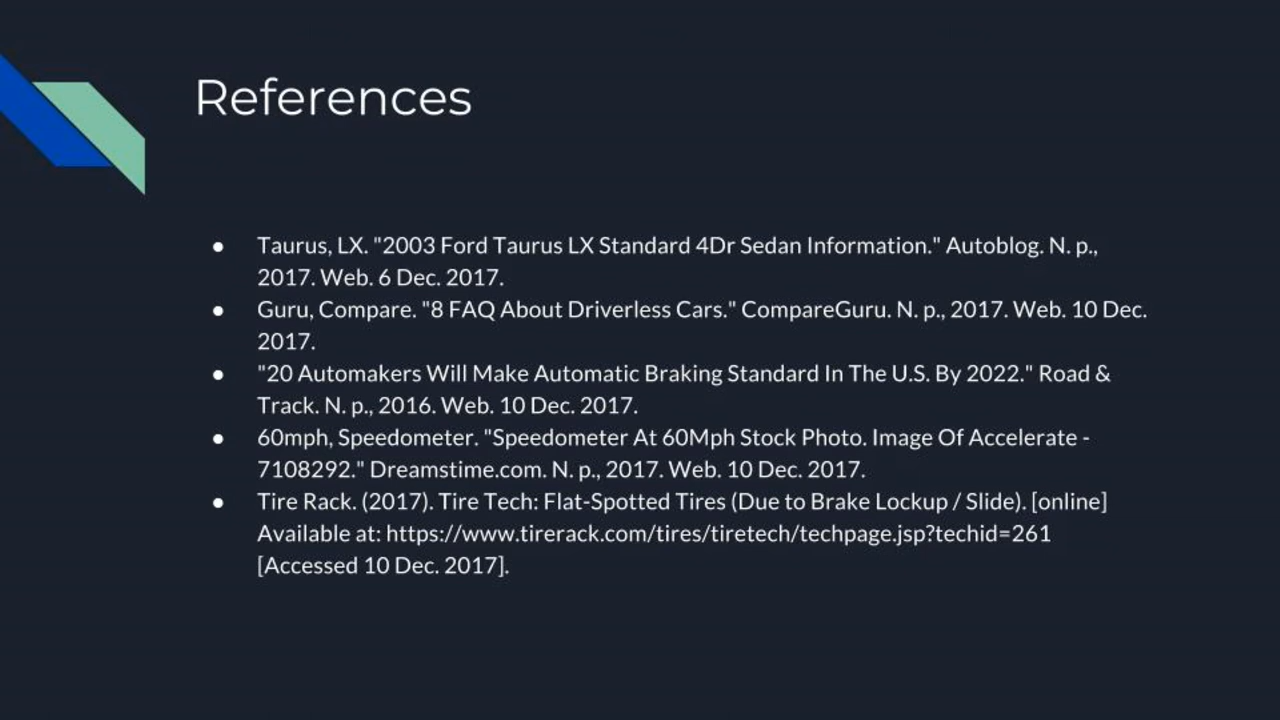 References
● Taurus, LX. "2003 Ford Taurus LX Standard 4Dr Sedan Information." Autoblog. N. p.,
2017. Web. 6 Dec. 2017.
● Guru, Compare. "8 FAQ About Driverless Cars." CompareGuru. N. p., 2017. Web. 10 Dec.
2017.
● "20 Automakers Will Make Automatic Braking Standard In The U.S. By 2022." Road &
Track. N. p., 2016. Web. 10 Dec. 2017.
● 60mph, Speedometer. "Speedometer At 60Mph Stock Photo. Image Of Accelerate -
7108292." Dreamstime.com. N. p., 2017. Web. 10 Dec. 2017.
● Tire Rack. (2017). Tire Tech: Flat-Spotted Tires (Due to Brake Lockup / Slide). [online]
Available at: https://www.tirerack.com/tires/tiretech/techpage.jsp?techid=261
[Accessed 10 Dec. 2017].